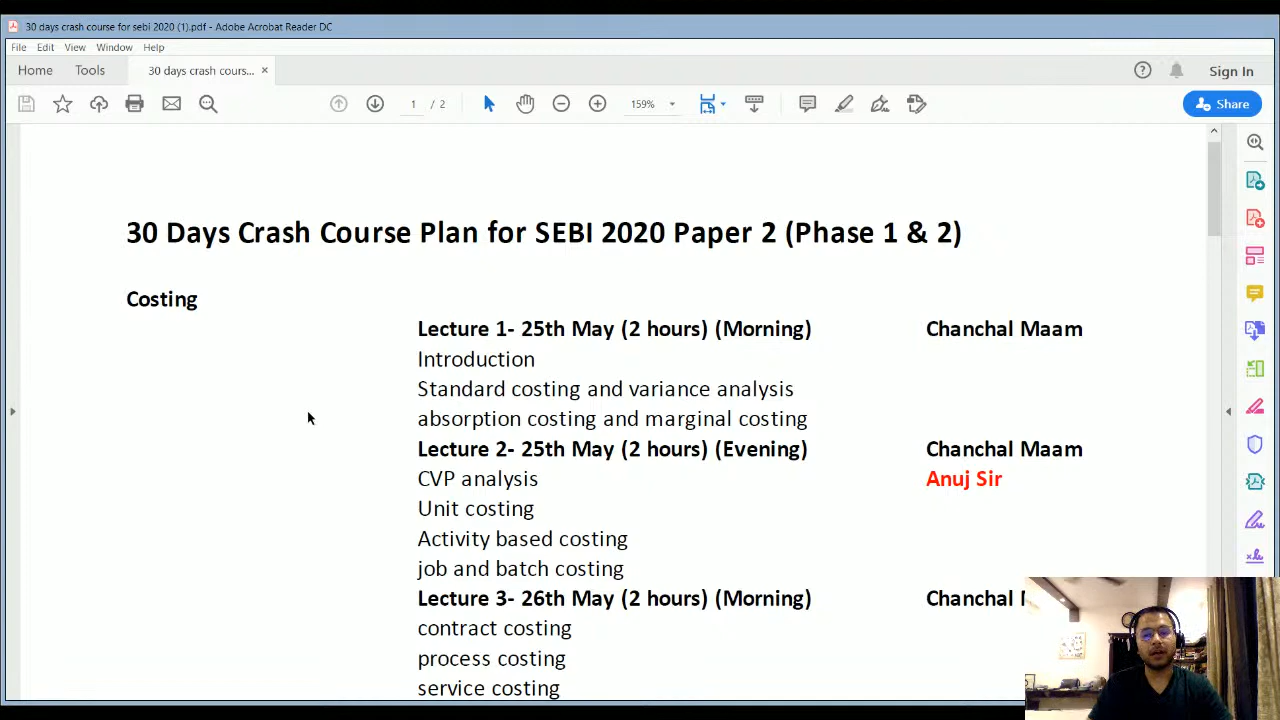 30 days crash course for sebi 2020 (1).pdf - Adobe Acrobat Reader DC
File Edit View Window Help
Home Tools 30 days crash cours... × Sign In
1 / 2 159% Share
30 Days Crash Course Plan for SEBI 2020 Paper 2 (Phase 1 & 2)
Costing
Lecture 1- 25th May (2 hours) (Morning) Chanchal Maam
Introduction
Standard costing and variance analysis
absorption costing and marginal costing
Lecture 2- 25th May (2 hours) (Evening) Chanchal Maam
CVP analysis Anuj Sir
Unit costing
Activity based costing
job and batch costing
Lecture 3- 26th May (2 hours) (Morning) Chanchal
contract costing
process costing
service costing